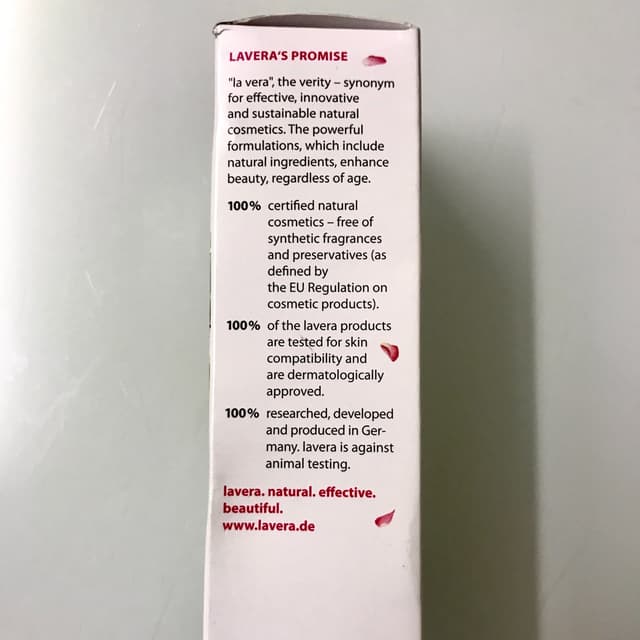 LAVERA'S PROMISE
"la vera", the verity – synonym
for effective, innovative
and sustainable natural
cosmetics. The powerful
formulations, which include
natural ingredients, enhance
beauty, regardless of age.
100% certified natural
cosmetics – free of
synthetic fragrances
and preservatives (as
defined by
the EU Regulation on
cosmetic products).
100% of the lavera products
are tested for skin
compatibility and
are dermatologically
approved.
100% researched, developed
and produced in Ger-
many. lavera is against
animal testing.
lavera. natural. effective.
beautiful.
www.lavera.de